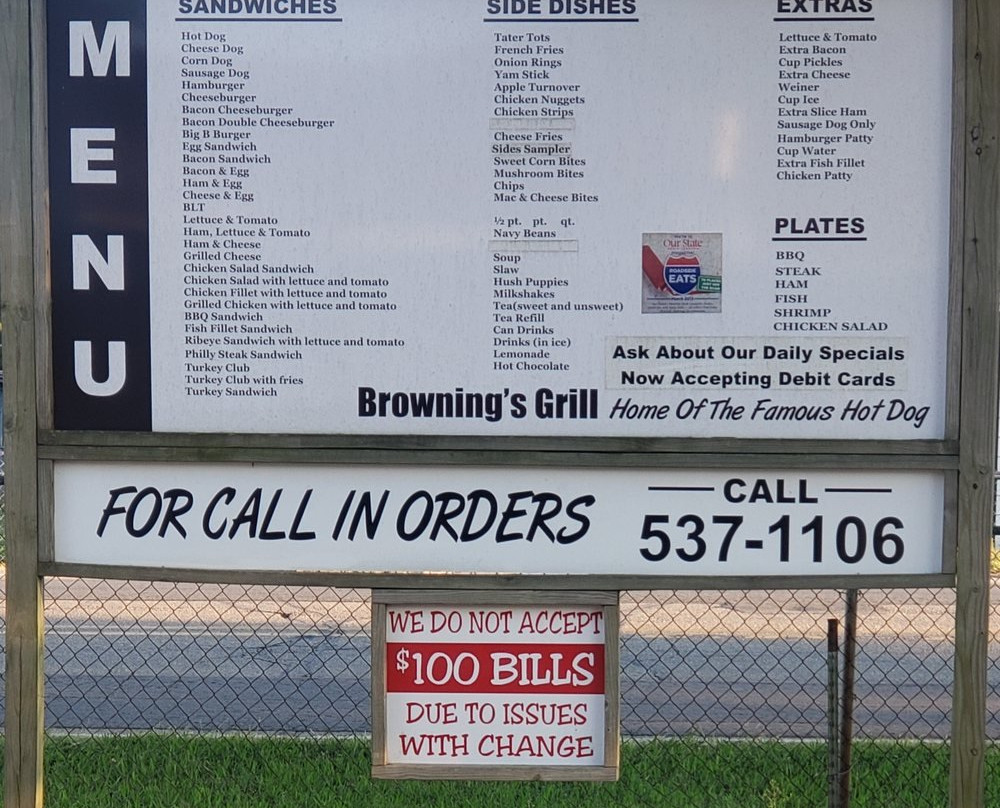 MENU
SANDWICHES
Hot Dog
Cheese Dog
Corn Dog
Sausage Dog
Hamburger
Cheeseburger
Bacon Cheeseburger
Bacon Double Cheeseburger
Big B Burger
Egg Sandwich
Bacon Sandwich
Bacon & Egg
Ham & Egg
Cheese & Egg
BLT
Lettuce & Tomato
Ham, Lettuce & Tomato
Ham & Cheese
Grilled Cheese
Chicken Salad Sandwich
Chicken Salad with lettuce and tomato
Chicken Fillet with lettuce and tomato
Grilled Chicken with lettuce and tomato
BBQ Sandwich
Fish Fillet Sandwich
Ribeye Sandwich with lettuce and tomato
Philly Steak Sandwich
Turkey Club
Turkey Club with fries
Turkey Sandwich
SIDE DISHES
Tater Tots
French Fries
Onion Rings
Yam Stick
Apple Turnover
Chicken Nuggets
Chicken Strips
Cheese Fries
Sides Sampler
Sweet Corn Bites
Mushroom Bites
Chips
Mac & Cheese Bites
½ pt. pt. qt.
Navy Beans
Soup
Slaw
Hush Puppies
Milkshakes
Tea(sweet and unsweet)
Tea Refill
Can Drinks
Drinks (in ice)
Lemonade
Hot Chocolate
EXTRAS
Lettuce & Tomato
Extra Bacon
Cup Pickles
Extra Cheese
Weiner
Cup Ice
Extra Slice Ham
Sausage Dog Only
Hamburger Patty
Cup Water
Extra Fish Fillet
Chicken Patty
PLATES
BBQ
STEAK
HAM
FISH
SHRIMP
CHICKEN SALAD
Our State
ROADSIDE
EATS
Ask About Our Daily Specials
Now Accepting Debit Cards
Browning's Grill Home Of The Famous Hot Dog
FOR CALL IN ORDERS
CALL
537-1106
WE DO NOT ACCEPT
$100 BILLS
DUE TO ISSUES
WITH CHANGE